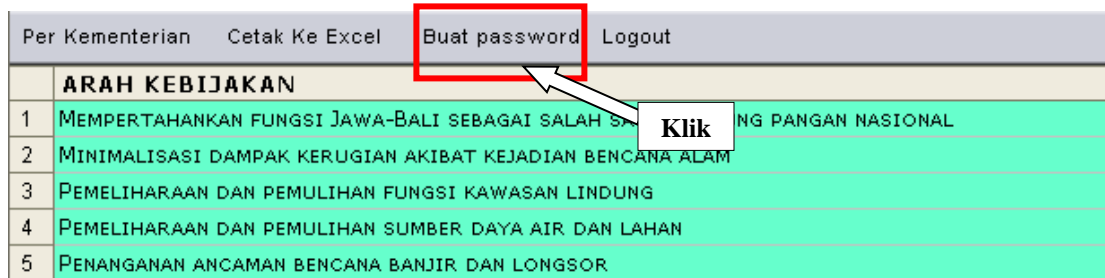 Per Kementerian Cetak Ke Excel Buat password Logout
ARAH KEBIJAKAN
1 MEMPERTAHANKAN FUNGSI JAWA-BALI SEBAGAI SALAH NG PANGAN NASIONAL
Klik
2 MINIMALISASI DAMPAK KERUGIAN AKIBAT KEJADIAN BENCANA ALAM
3 PEMELIHARAAN DAN PEMULIHAN FUNGSI KAWASAN LINDUNG
4 PEMELIHARAAN DAN PEMULIHAN SUMBER DAYA AIR DAN LAHAN
5 PENANGANAN ANCAMAN BENCANA BANJIR DAN LONGSOR